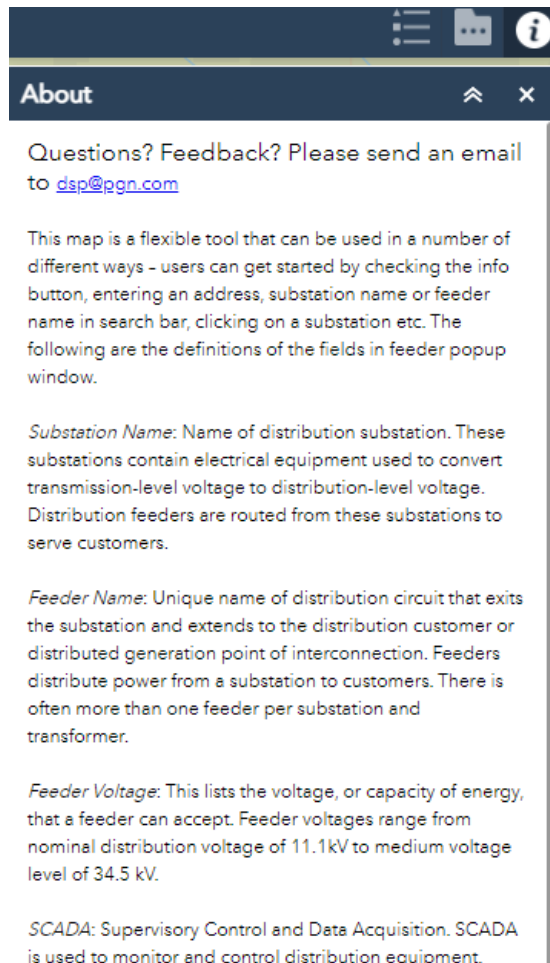 About
Questions? Feedback? Please send an email
to dsp@pgn.com
This map is a flexible tool that can be used in a number of
different ways – users can get started by checking the info
button, entering an address, substation name or feeder
name in search bar, clicking on a substation etc. The
following are the definitions of the fields in feeder popup
window.
Substation Name: Name of distribution substation. These
substations contain electrical equipment used to convert
transmission-level voltage to distribution-level voltage.
Distribution feeders are routed from these substations to
serve customers.
Feeder Name: Unique name of distribution circuit that exits
the substation and extends to the distribution customer or
distributed generation point of interconnection. Feeders
distribute power from a substation to customers. There is
often more than one feeder per substation and
transformer.
Feeder Voltage: This lists the voltage, or capacity of energy,
that a feeder can accept. Feeder voltages range from
nominal distribution voltage of 11.1kV to medium voltage
level of 34.5 kV.
SCADA: Supervisory Control and Data Acquisition. SCADA
is used to monitor and control distribution equipment.